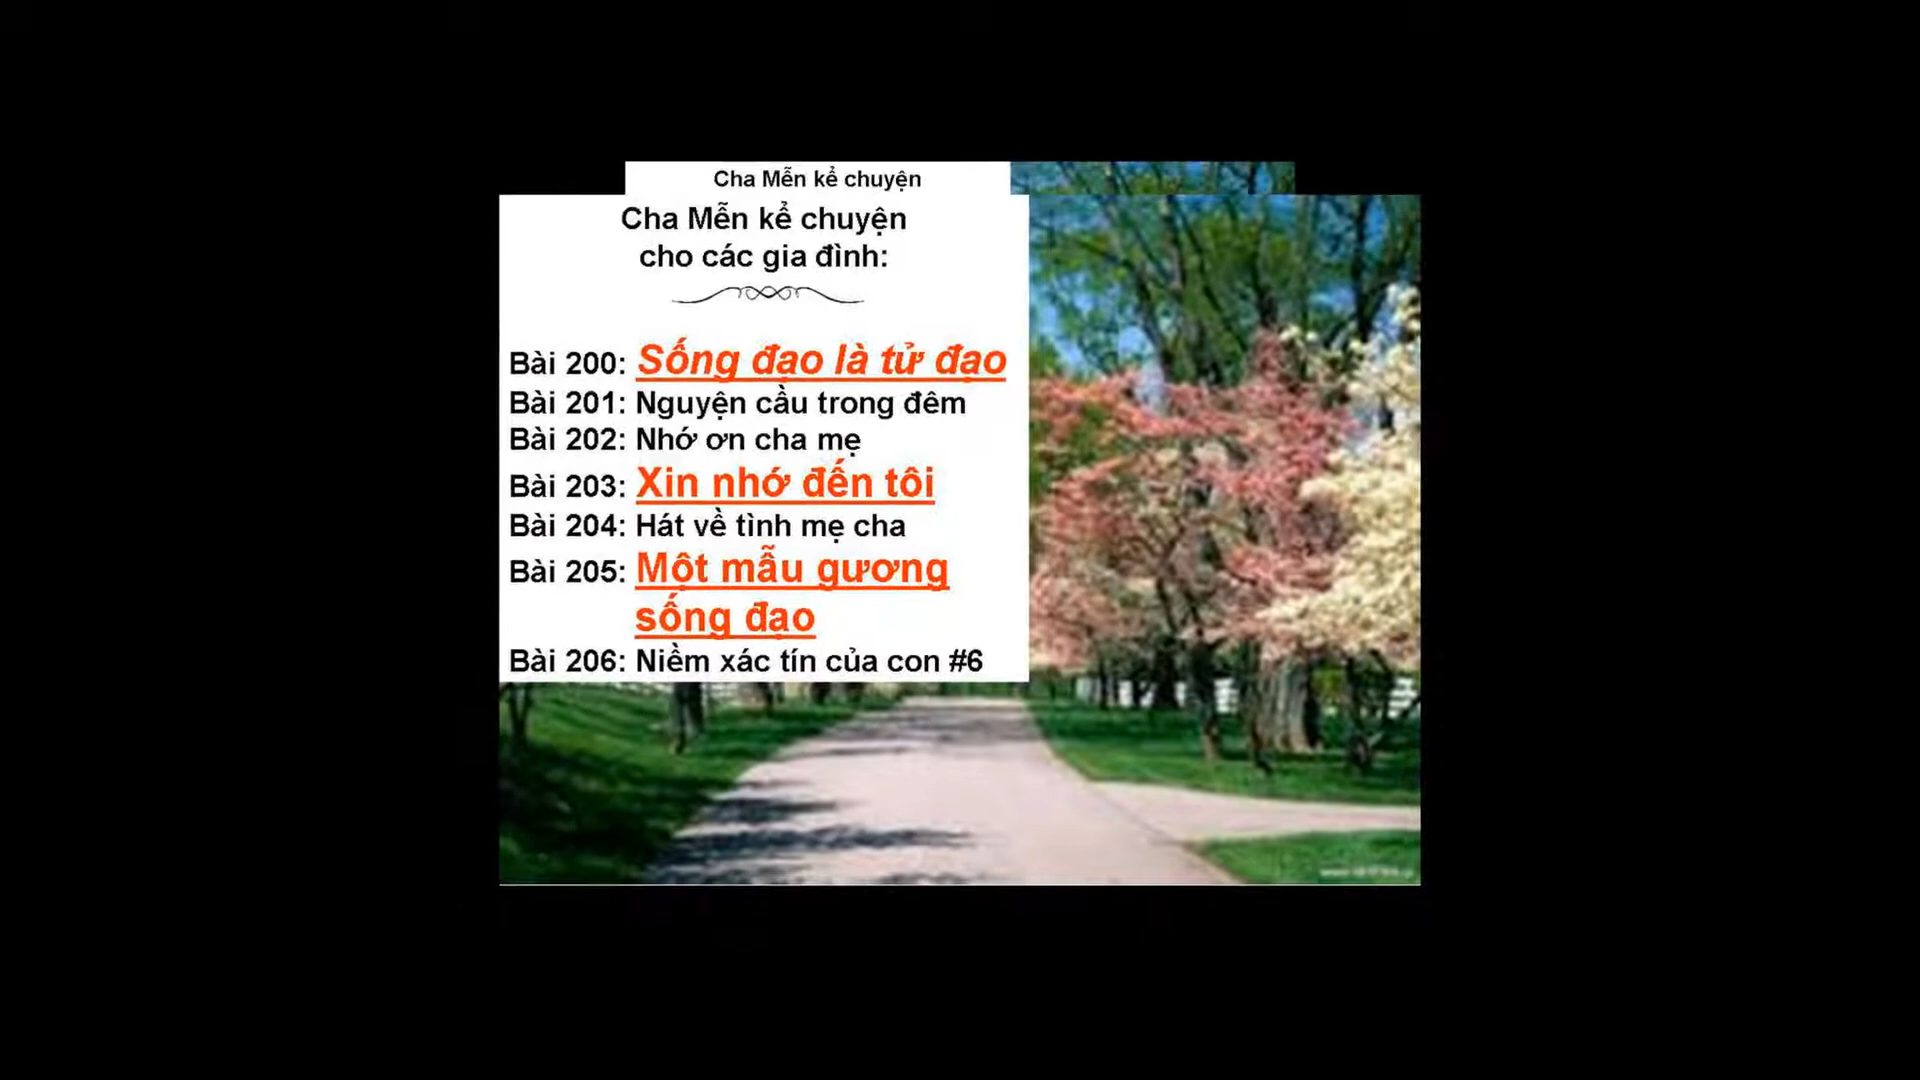 Cha Mễn kể chuyện
Cha Mễn kể chuyện
cho các gia đình:
Bài 200: Sống đạo là tử đạo
Bài 201: Nguyện cầu trong đêm
Bài 202: Nhớ ơn cha mẹ
Bài 203: Xin nhớ đến tôi
Bài 204: Hát về tình mẹ cha
Bài 205: Một mẫu gương
sống đạo
Bài 206: Niềm xác tín của con #6